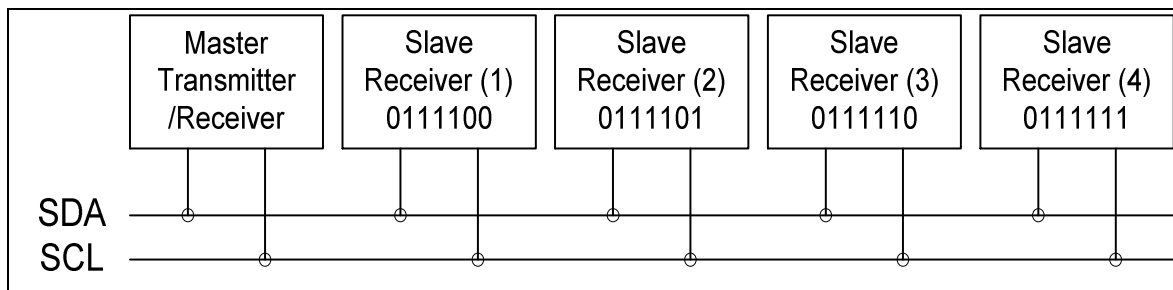 Master
Transmitter
/Receiver
Slave
Receiver (1)
0111100
Slave
Receiver (2)
0111101
Slave
Receiver (3)
0111110
Slave
Receiver (4)
0111111
SDA
SCL